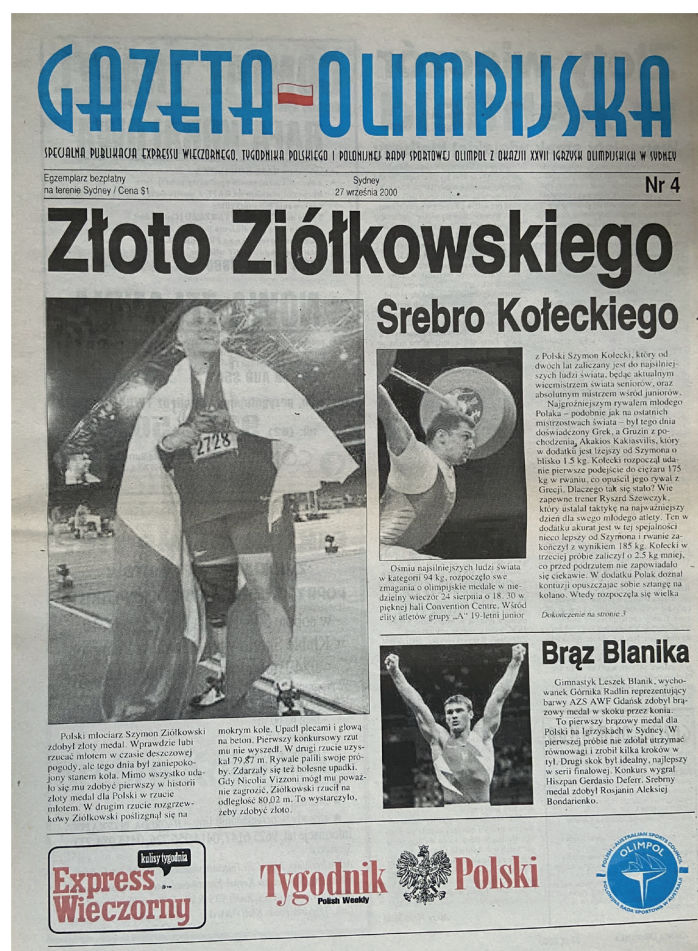 GAZETA OLIMPIJSKA
SPECJALNA PUBLIKACJA EXPRESSU WIECZORNEGO, TYGODNIKA POLSKIEGO I POLONIJNEJ RADY SPORTOWEJ OLIMPOL Z OKAZJI XXVII IGRZYSK OLIMPIJSKICH W SYDNEY
Egzemplarz bezpłatny
na terenie Sydney / Cena $1
Sydney
27 września 2000
Nr 4
Złoto Ziółkowskiego
2728
Polski młociarz Szymon Ziółkowski
zdobył złoty medal. Wprawdzie lubi
rzucać młotem w czasie deszczowej
pogody, ale tego dnia był zaniepoko-
jony stanem koła. Mimo wszystko uda-
ło się mu zdobyć pierwszy w historii
złoty medal dla Polski w rzucie
młotem. W drugim rzucie rozgrzew-
kowy Ziółkowski poślizgnął się na
mokrym kole. Upadł plecami i głową
na beton. Pierwszy konkursowy rzut
mu nie wyszedł. W drugi rzucie uzys-
kał 79,87 m. Rywale palili swoje pró-
by. Zdarzały się też bolesne upadki.
Gdy Nicolia Vizzoni mógł mu poważ-
nie zagrozić, Ziółkowski rzucił na
odległość 80,02 m. To wystarczyło,
żeby zdobyć złoto.
Srebro Kołeckiego
Ośmiu najsilniejszych ludzi świata
w kategorii 94 kg, rozpoczęło swe
zmagania o olimpijskie medale w nie-
dzielny wieczór 24 sierpnia o 18. 30 w
pięknej hali Convention Centre. Wśród
elity atletów grupy „A" 19-letni junior
z Polski Szymon Kołecki, który od
dwóch lat zaliczany jest do najsilniej-
szych ludzi świata, będąc aktualnym
wicemistrzem świata seniorów, oraz
absolutnym mistrzem wśród juniorów.
Najgroźniejszym rywalem młodego
Polaka – podobnie jak na ostatnich
mistrzostwach świata – był tego dnia
doświadczony Grek, a Gruzin z po-
chodzenia, Akakios Kakiasvilis, który
w dodatku jest lżejszy od Szymona o
blisko 1.5 kg. Kołecki rozpoczął uda-
nie pierwsze podejście do ciężaru 175
kg w rwaniu, co opuścił jego rywal z
Grecji. Dlaczego tak się stało? Wie
zapewne trener Ryszrd Szewczyk,
który ustalał taktykę na najważniejszy
dzień dla swego młodego atlety. Ten w
dodatku akurat jest w tej spejalności
nieco lepszy od Szymona i rwanie za-
kończył z wynikiem 185 kg. Kołecki w
trzeciej próbie zaliczył o 2.5 kg mniej,
co przed podrzutem nie zapowiadało
się ciekawie. W dodatku Polak doznał
kontuzji opuszczając sobie sztangę na
kolano. Wtedy rozpoczęła się wielka
Dokończenie na stronie 3
Brąz Blanika
Gimnastyk Leszek Blanik, wycho-
wanek Górnika Radlin reprezentujący
barwy AZS AWF Gdańsk zdobył brą-
zowy medal w skoku przez konia.
To pierwszy brązowy medal dla
Polski na Igrzyskach w Sydney. W
pierwszej próbie nie zdołał utrzymać
równowagi i zrobił kilka kroków w
tył. Drugi skok był idealny, najlepszy
w serii finałowej. Konkurs wygrał
Hiszpan Gerdasio Deferr. Srebrny
medal zdobył Rosjanin Aleksiej
Bondarienko.
kulisy tygodnia
Express
Wieczorny
Tygodnik Polski
Polish Weekly
POLISH - AUSTRALIAN SPORTS COUNCIL
OLIMPOL
POLONIJNA RADA SPORTOWA W AUSTRALII